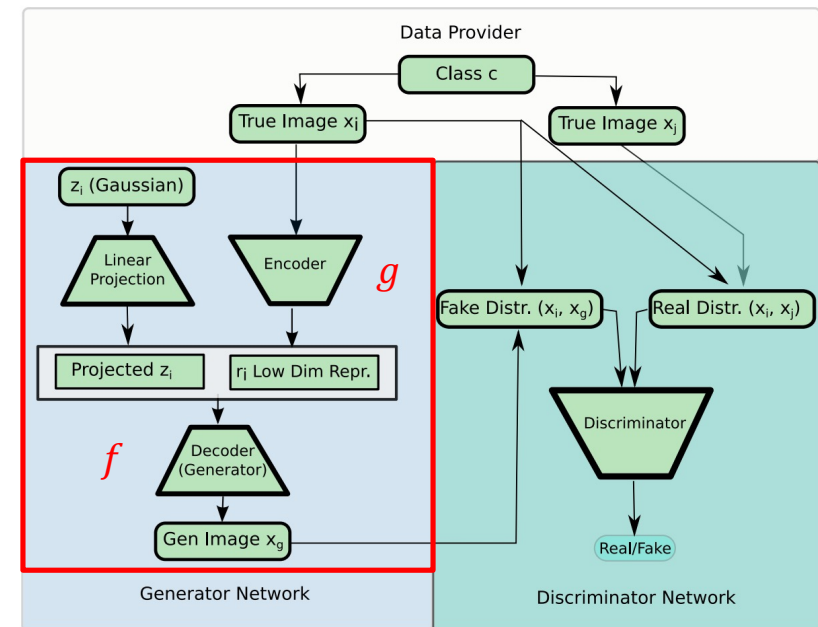 Data Provider
Class c
True Image xi
True Image xj
zi (Gaussian)
Linear
Projection
Encoder
g
Fake Distr. (xi, xg)
Real Distr. (xi, xj)
Projected zi
ri Low Dim Repr.
Discriminator
f
Decoder
(Generator)
Gen Image xg
Real/Fake
Generator Network
Discriminator Network